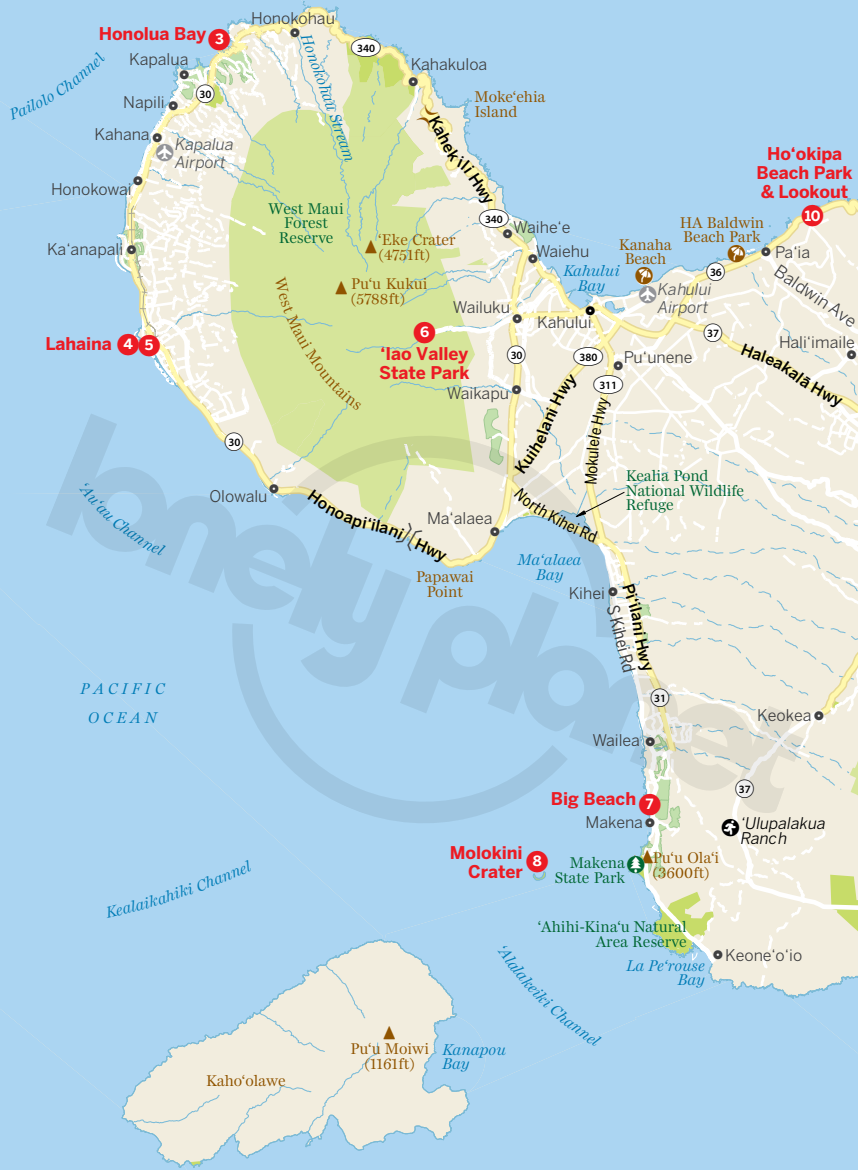 Honolua Bay 3
Honokohau
Kapalua
340
Pailolo Channel
Honokohau Stream
Kahakuloa
30
Napili
Moke‘ehia
Island
Kahana
Kapalua
Airport
Kahekili Hwy
Ho‘okipa
Beach Park
& Lookout
Honokowai
West Maui
Forest
Reserve
340
10
Waihe‘e
HA Baldwin
Beach Park
‘Eke Crater
(4751ft)
Waiehu
Kanaha
Beach
Pa‘ia
Ka‘anapali
Kahului
Bay
36
Baldwin Ave
Pu‘u Kukui
(5788ft)
Kahului
Airport
West Maui Mountains
Wailuku
Kahului
6
37
Lahaina 4 5
‘Iao Valley
State Park
30
380
Pu‘unene
Hali‘imaile
Haleakalā Hwy
311
Waikapu
Kuihelani Hwy
Mokulele Hwy
30
Kealia Pond
National Wildlife
Refuge
Olowalu
Honoapi‘ilani Hwy
North Kihei Rd
‘Au‘au Channel
Ma‘alaea
Ma‘alaea
Bay
Papawai
Point
Kihei
Pi‘ilani Hwy
S Kihei Rd
lonely planet
PACIFIC
OCEAN
31
Keokea
Wailea
37
Big Beach 7
Makena
‘Ulupalakua
Ranch
Molokini
Crater
8
Makena
State Park
Pu‘u Ola‘i
(3600ft)
Kealaikahiki Channel
‘Ahihi-Kina‘u Natural
Area Reserve
Keone‘o‘io
La Pe‘rouse
Bay
‘Alalakeiki Channel
Pu‘u Moiwi
(1161ft)
Kanapou
Bay
Kaho‘olawe